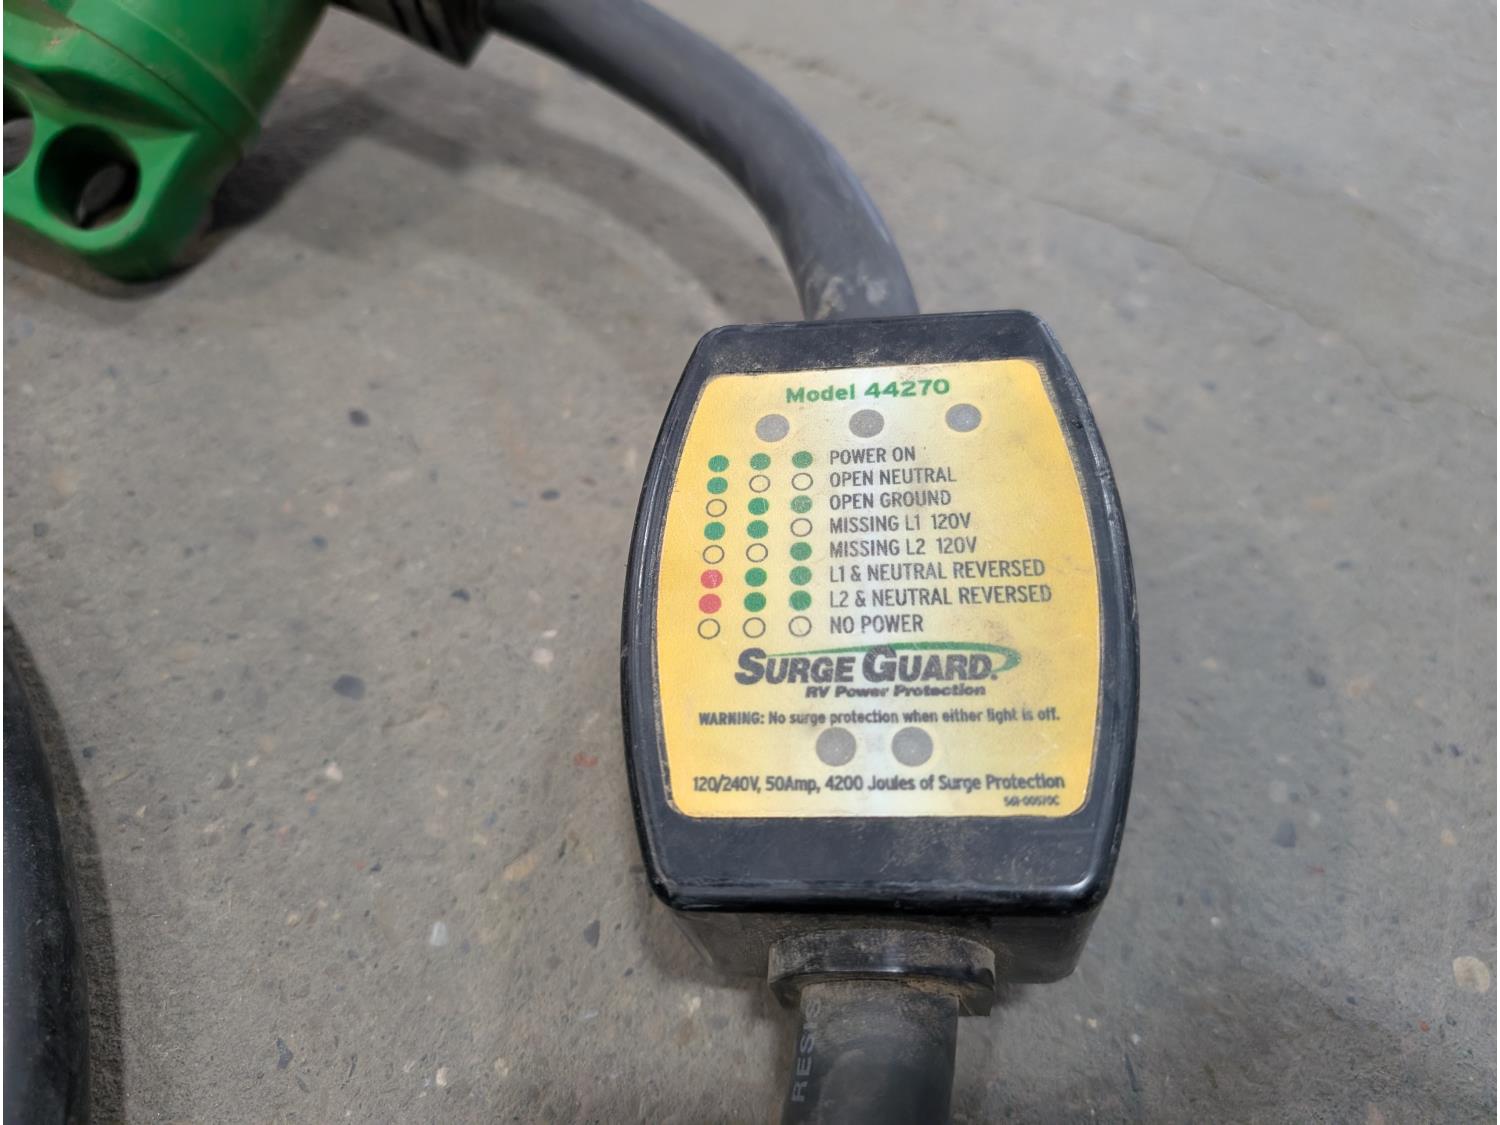 Model 44270
POWER ON
OPEN NEUTRAL
OPEN GROUND
MISSING L1 120V
MISSING L2 120V
L1 & NEUTRAL REVERSED
L2 & NEUTRAL REVERSED
NO POWER
SURGE GUARD.
RV Power Protection
WARNING: No surge protection when either light is off.
120/240V, 50Amp, 4200 Joules of Surge Protection